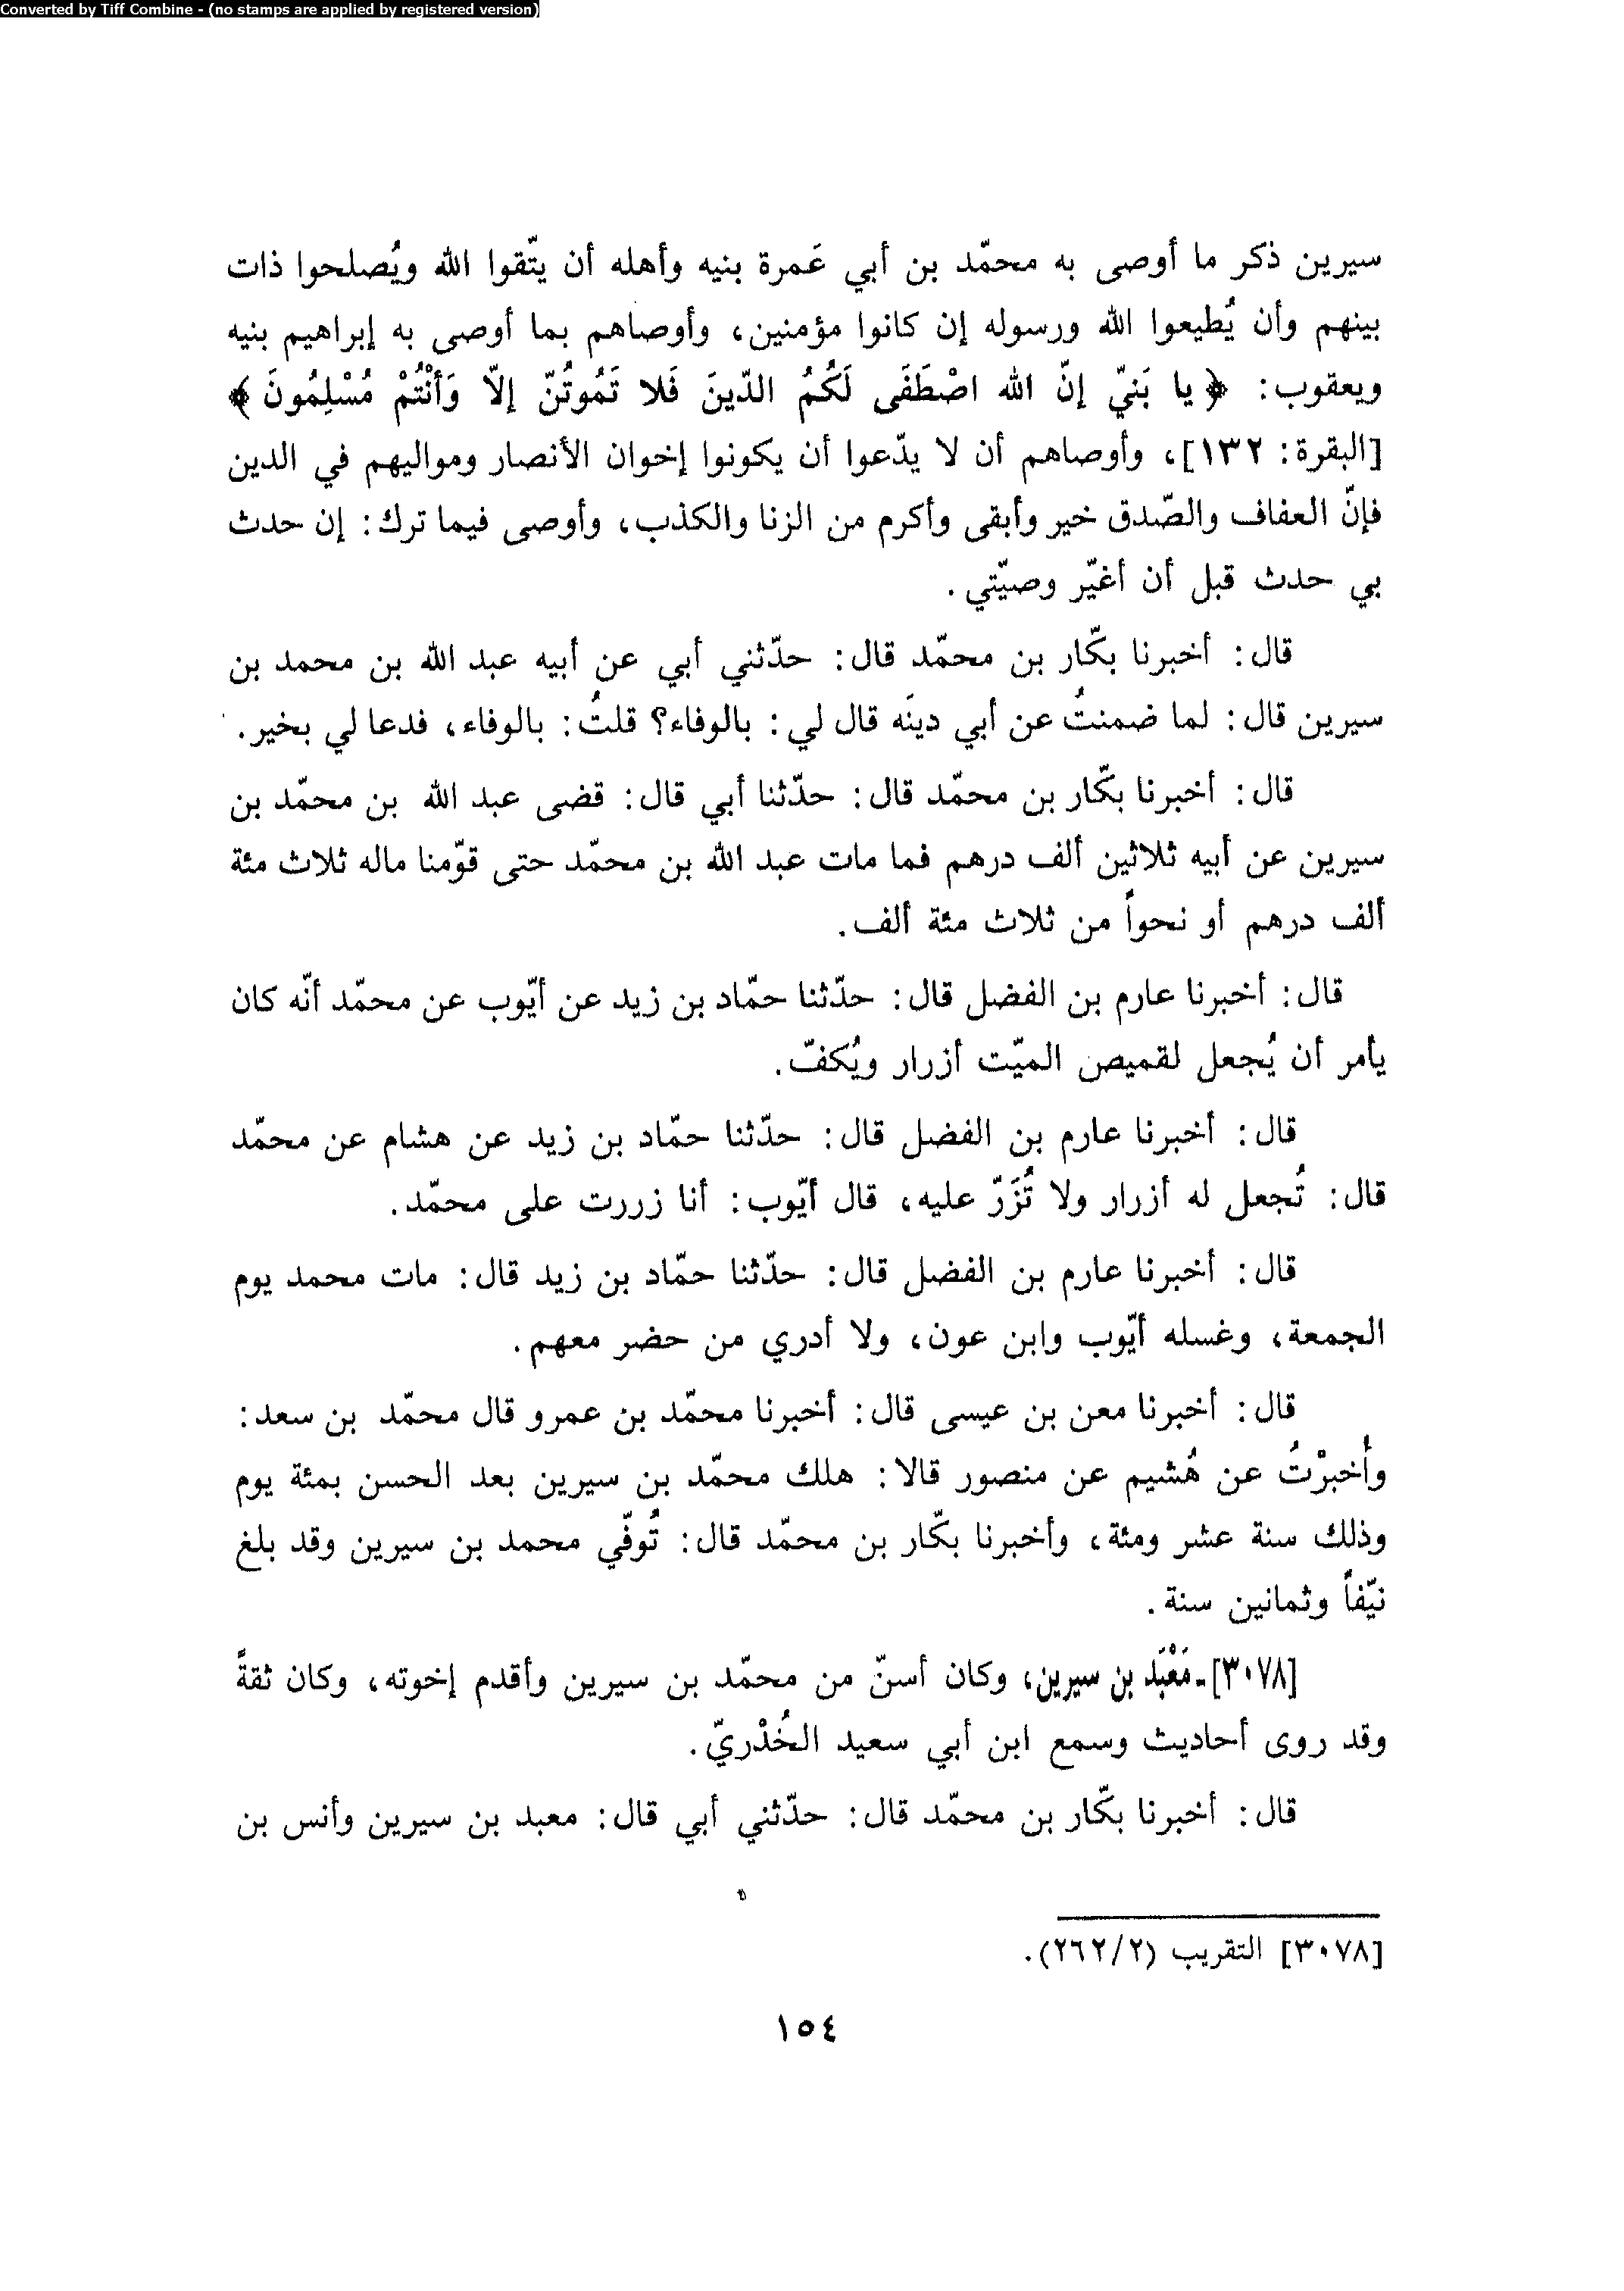 Converted by Tiff Combine - (no stamps are applied by registered version)
سيرين ذكر ما أوصى به محمّد بن أبي عَمرة بنيه وأهله أن يتّقوا الله ويُصلحوا ذات
بينهم وأن يُطيعوا الله ورسوله إن كانوا مؤمنين، وأوصاهم بما أوصى به إبراهيم بنيه
ويعقوب: ﴿يا بَنيّ إنّ الله اصْطَفَى لَكُمُ الدّينَ فَلا تَمُوتُنّ إلاّ وَأنْتُمْ مُسْلِمُونَ﴾
[البقرة: ١٣٢]، وأوصاهم أن لا يدّعوا أن يكونوا إخوان الأنصار ومواليهم في الدين
فإنّ العفاف والصّدق خير وأبقى وأكرم من الزنا والكذب، وأوصى فيما ترك: إن حدث
بي حدث قبل أن أغيّر وصيّتي.
قال: أخبرنا بكّار بن محمّد قال: حدّثني أبي عن أبيه عبد الله بن محمد بن
سيرين قال: لما ضمنتُ عن أبي دينَه قال لي: بالوفاء؟ قلتُ: بالوفاء، فدعا لي بخير.
قال: أخبرنا بكّار بن محمّد قال: حدّثنا أبي قال: قضى عبد الله بن محمّد بن
سيرين عن أبيه ثلاثين ألف درهم فما مات عبد الله بن محمّد حتى قوّمنا ماله ثلاث مئة
ألف درهم أو نحواً من ثلاث مئة ألف.
قال: أخبرنا عارم بن الفضل قال: حدّثنا حمّاد بن زيد عن أيّوب عن محمّد أنّه كان
يأمر أن يُجعل لقميص الميّت أزرار ويُكفّ.
قال: أخبرنا عارم بن الفضل قال: حدّثنا حمّاد بن زيد عن هشام عن محمّد
قال: تُجعل له أزرار ولا تُزَرّ عليه، قال أيّوب: أنا زررت على محمّد.
قال: أخبرنا عارم بن الفضل قال: حدّثنا حمّاد بن زيد قال: مات محمد يوم
الجمعة، وغسله أيّوب وابن عون، ولا أدري من حضر معهم.
قال: أخبرنا معن بن عيسى قال: أخبرنا محمّد بن عمرو قال محمّد بن سعد:
وأُخبرْتُ عن هُشيم عن منصور قالا: هلك محمّد بن سيرين بعد الحسن بمئة يوم
وذلك سنة عشر ومئة، وأخبرنا بكّار بن محمّد قال: تُوفّي محمد بن سيرين وقد بلغ
نيّفاً وثمانين سنة.
[٣٠٧٨]ـ مَعْبَد بن سيرين، وكان أسنّ من محمّد بن سيرين وأقدم إخوته، وكان ثقةً
وقد روى أحاديث وسمع ابن أبي سعيد الخُدْريّ.
قال: أخبرنا بكّار بن محمّد قال: حدّثني أبي قال: معبد بن سيرين وأنس بن
[٣٠٧٨] التقريب (٢٦٢/٢).
١٥٤